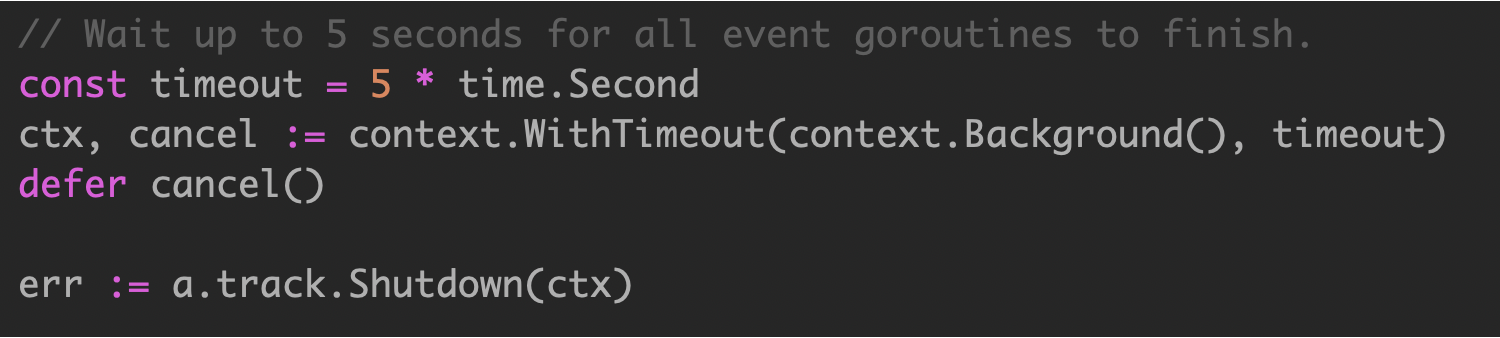 // Wait up to 5 seconds for all event goroutines to finish.
const timeout = 5 * time.Second
ctx, cancel := context.WithTimeout(context.Background(), timeout)
defer cancel()
err := a.track.Shutdown(ctx)